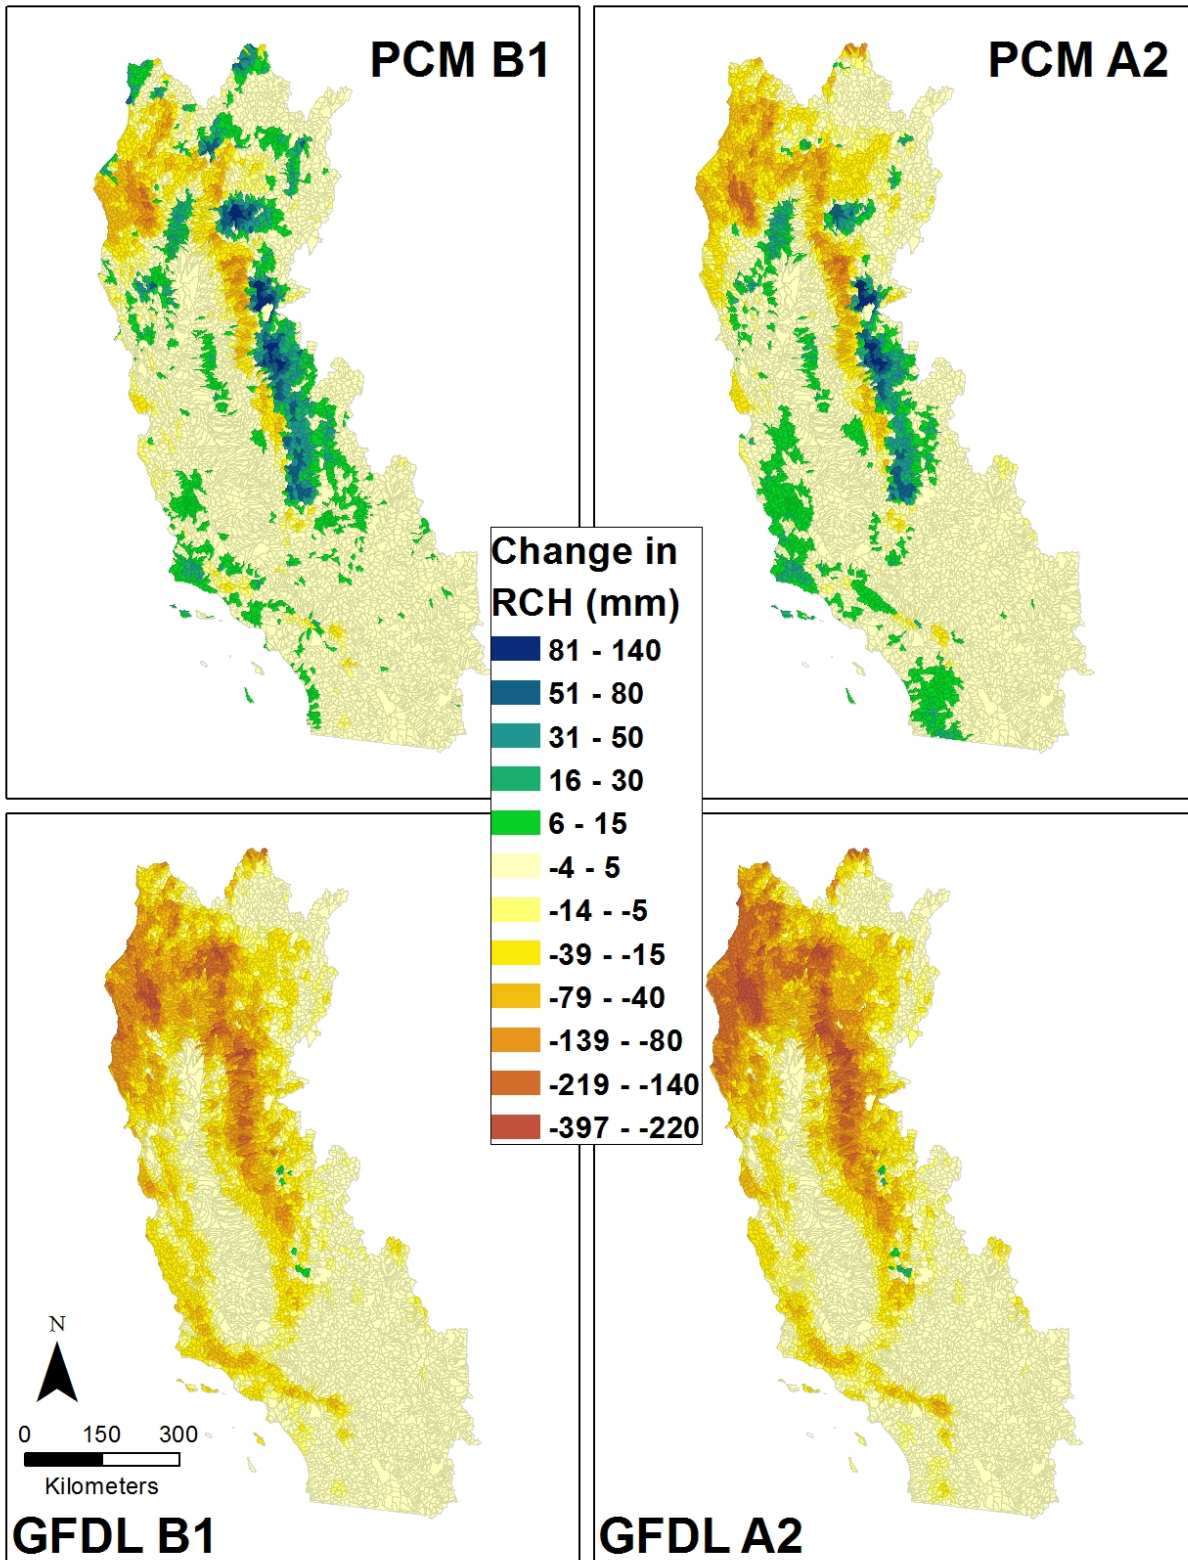 PCM B1
PCM A2
Change in
RCH (mm)
81 - 140
51 - 80
31 - 50
16 - 30
6 - 15
-4 - 5
-14 - -5
-39 - -15
-79 - -40
-139 - -80
-219 - -140
-397 - -220
N
0 150 300
Kilometers
GFDL B1
GFDL A2